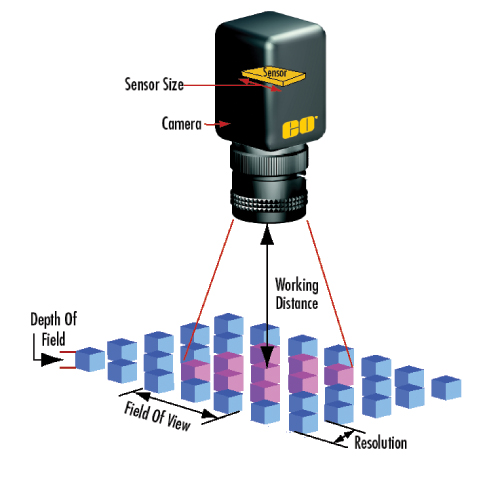 Sensor
Sensor Size
Camera
EO
Working
Distance
Depth Of
Field
Field Of View
Resolution